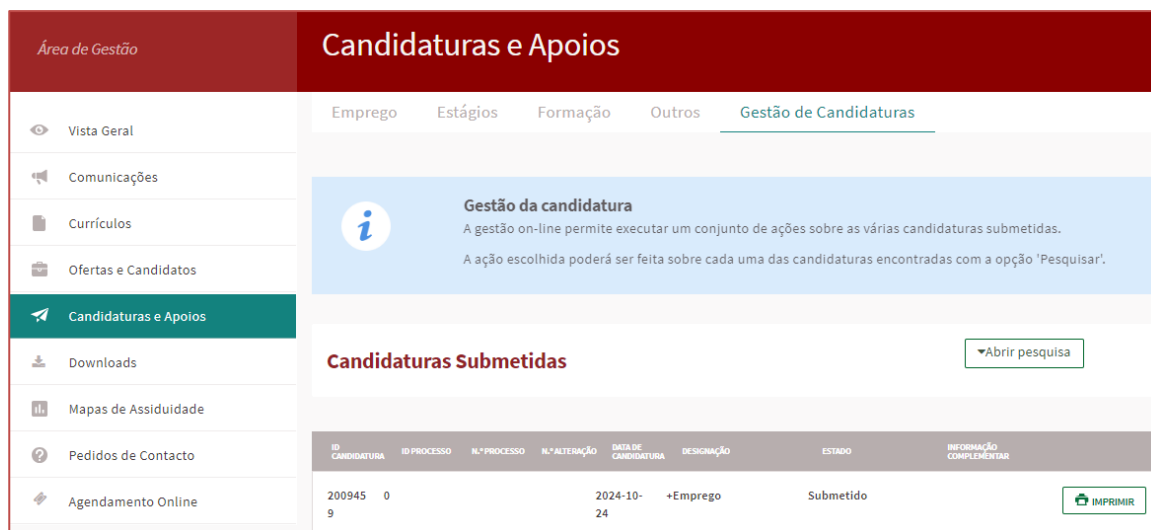 Área de Gestão
Candidaturas e Apoios
Emprego Estágios Formação Outros Gestão de Candidaturas
Vista Geral
Comunicações
Currículos
Ofertas e Candidatos
Candidaturas e Apoios
Downloads
Mapas de Assiduidade
Pedidos de Contacto
Agendamento Online
Gestão da candidatura
A gestão on-line permite executar um conjunto de ações sobre as várias candidaturas submetidas.
A ação escolhida poderá ser feita sobre cada uma das candidaturas encontradas com a opção 'Pesquisar'.
Candidaturas Submetidas
Abrir pesquisa
ID CANDIDATURA ID PROCESSO N.º PROCESSO N.º ALTERAÇÃO DATA DE CANDIDATURA DESIGNAÇÃO ESTADO INFORMAÇÃO COMPLEMENTAR
200945 0 2024-10- +Emprego Submetido IMPRIMIR
9 24